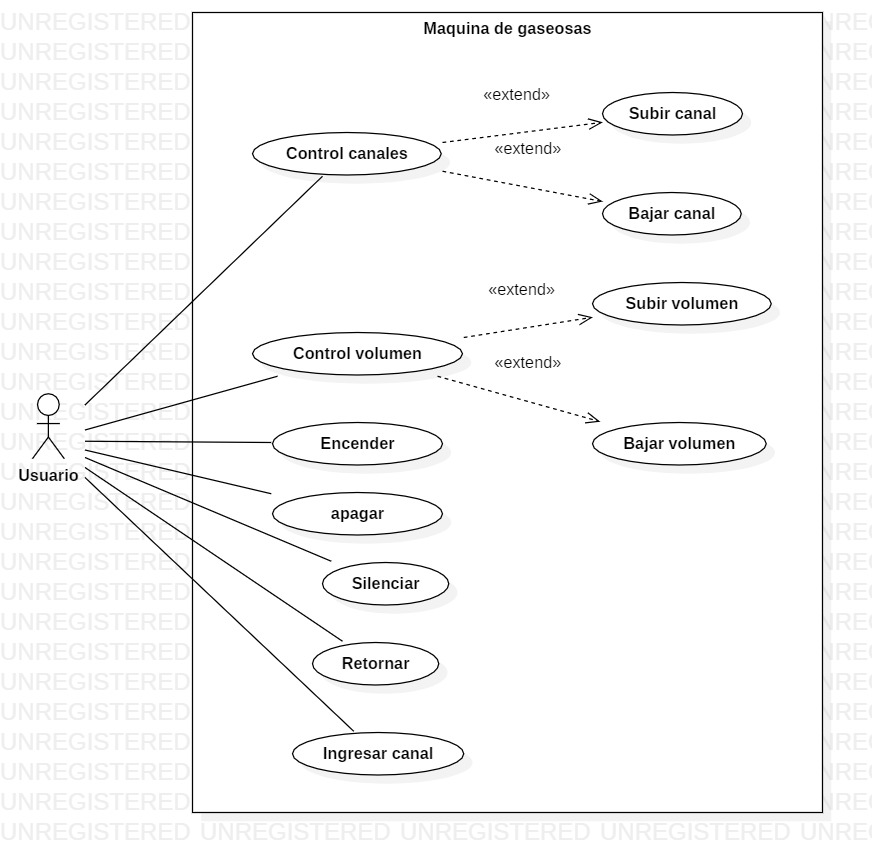 Maquina de gaseosas
«extend»
Subir canal
Control canales
«extend»
Bajar canal
«extend»
Subir volumen
Control volumen
«extend»
Encender
Bajar volumen
Usuario
apagar
Silenciar
Retornar
Ingresar canal
UNREGISTERED UNREGISTERED UNREGISTERED UNREGISTERED